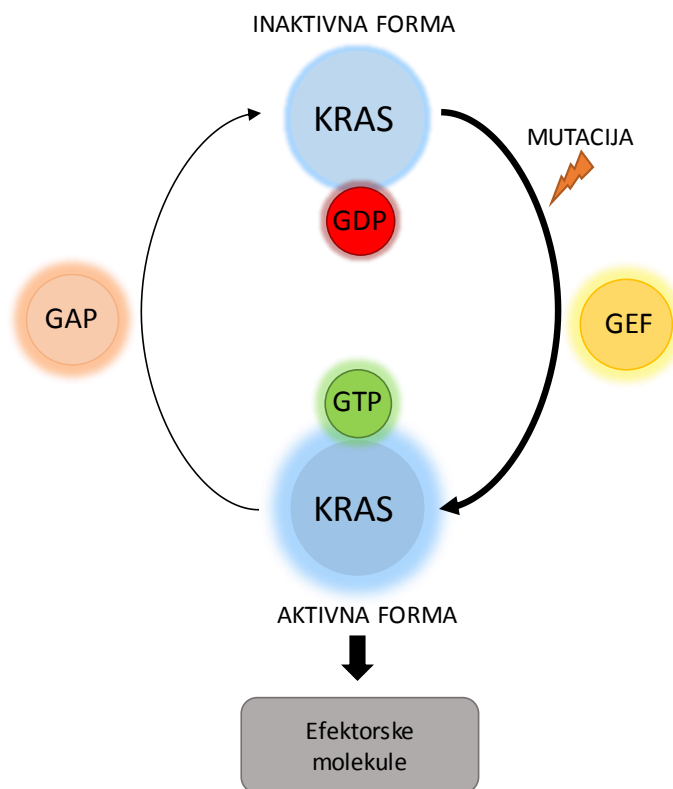 INAKTIVNA FORMA
KRAS
MUTACIJA
GDP
GAP
GEF
GTP
KRAS
AKTIVNA FORMA
Efektorske
molekule